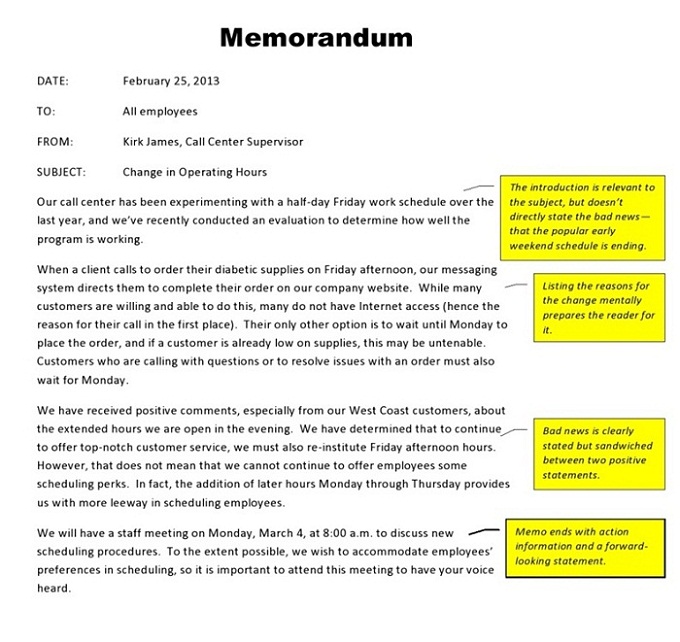 Memorandum
DATE: February 25, 2013
TO: All employees
FROM: Kirk James, Call Center Supervisor
SUBJECT: Change in Operating Hours
Our call center has been experimenting with a half-day Friday work schedule over the
last year, and we've recently conducted an evaluation to determine how well the
program is working.
The introduction is relevant to
the subject, but doesn't
directly state the bad news—
that the popular early
weekend schedule is ending.
When a client calls to order their diabetic supplies on Friday afternoon, our messaging
system directs them to complete their order on our company website. While many
customers are willing and able to do this, many do not have Internet access (hence the
reason for their call in the first place). Their only other option is to wait until Monday to
place the order, and if a customer is already low on supplies, this may be untenable.
Customers who are calling with questions or to resolve issues with an order must also
wait for Monday.
Listing the reasons for
the change mentally
prepares the reader for
it.
We have received positive comments, especially from our West Coast customers, about
the extended hours we are open in the evening. We have determined that to continue
to offer top-notch customer service, we must also re-institute Friday afternoon hours.
However, that does not mean that we cannot continue to offer employees some
scheduling perks. In fact, the addition of later hours Monday through Thursday provides
us with more leeway in scheduling employees.
Bad news is clearly
stated but sandwiched
between two positive
statements.
We will have a staff meeting on Monday, March 4, at 8:00 a.m. to discuss new
scheduling procedures. To the extent possible, we wish to accommodate employees'
preferences in scheduling, so it is important to attend this meeting to have your voice
heard.
Memo ends with action
information and a forward-
looking statement.